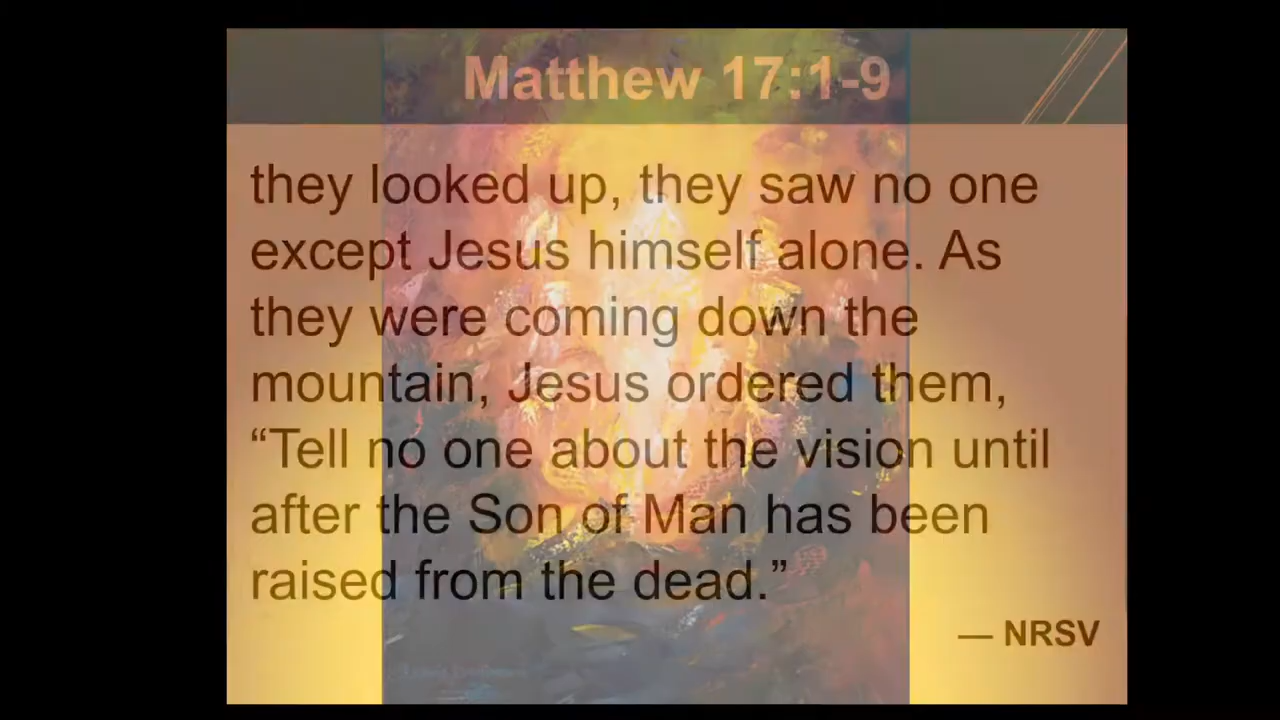 Matthew 17:1-9
they looked up, they saw no one
except Jesus himself alone. As
they were coming down the
mountain, Jesus ordered them,
“Tell no one about the vision until
after the Son of Man has been
raised from the dead.”
— NRSV